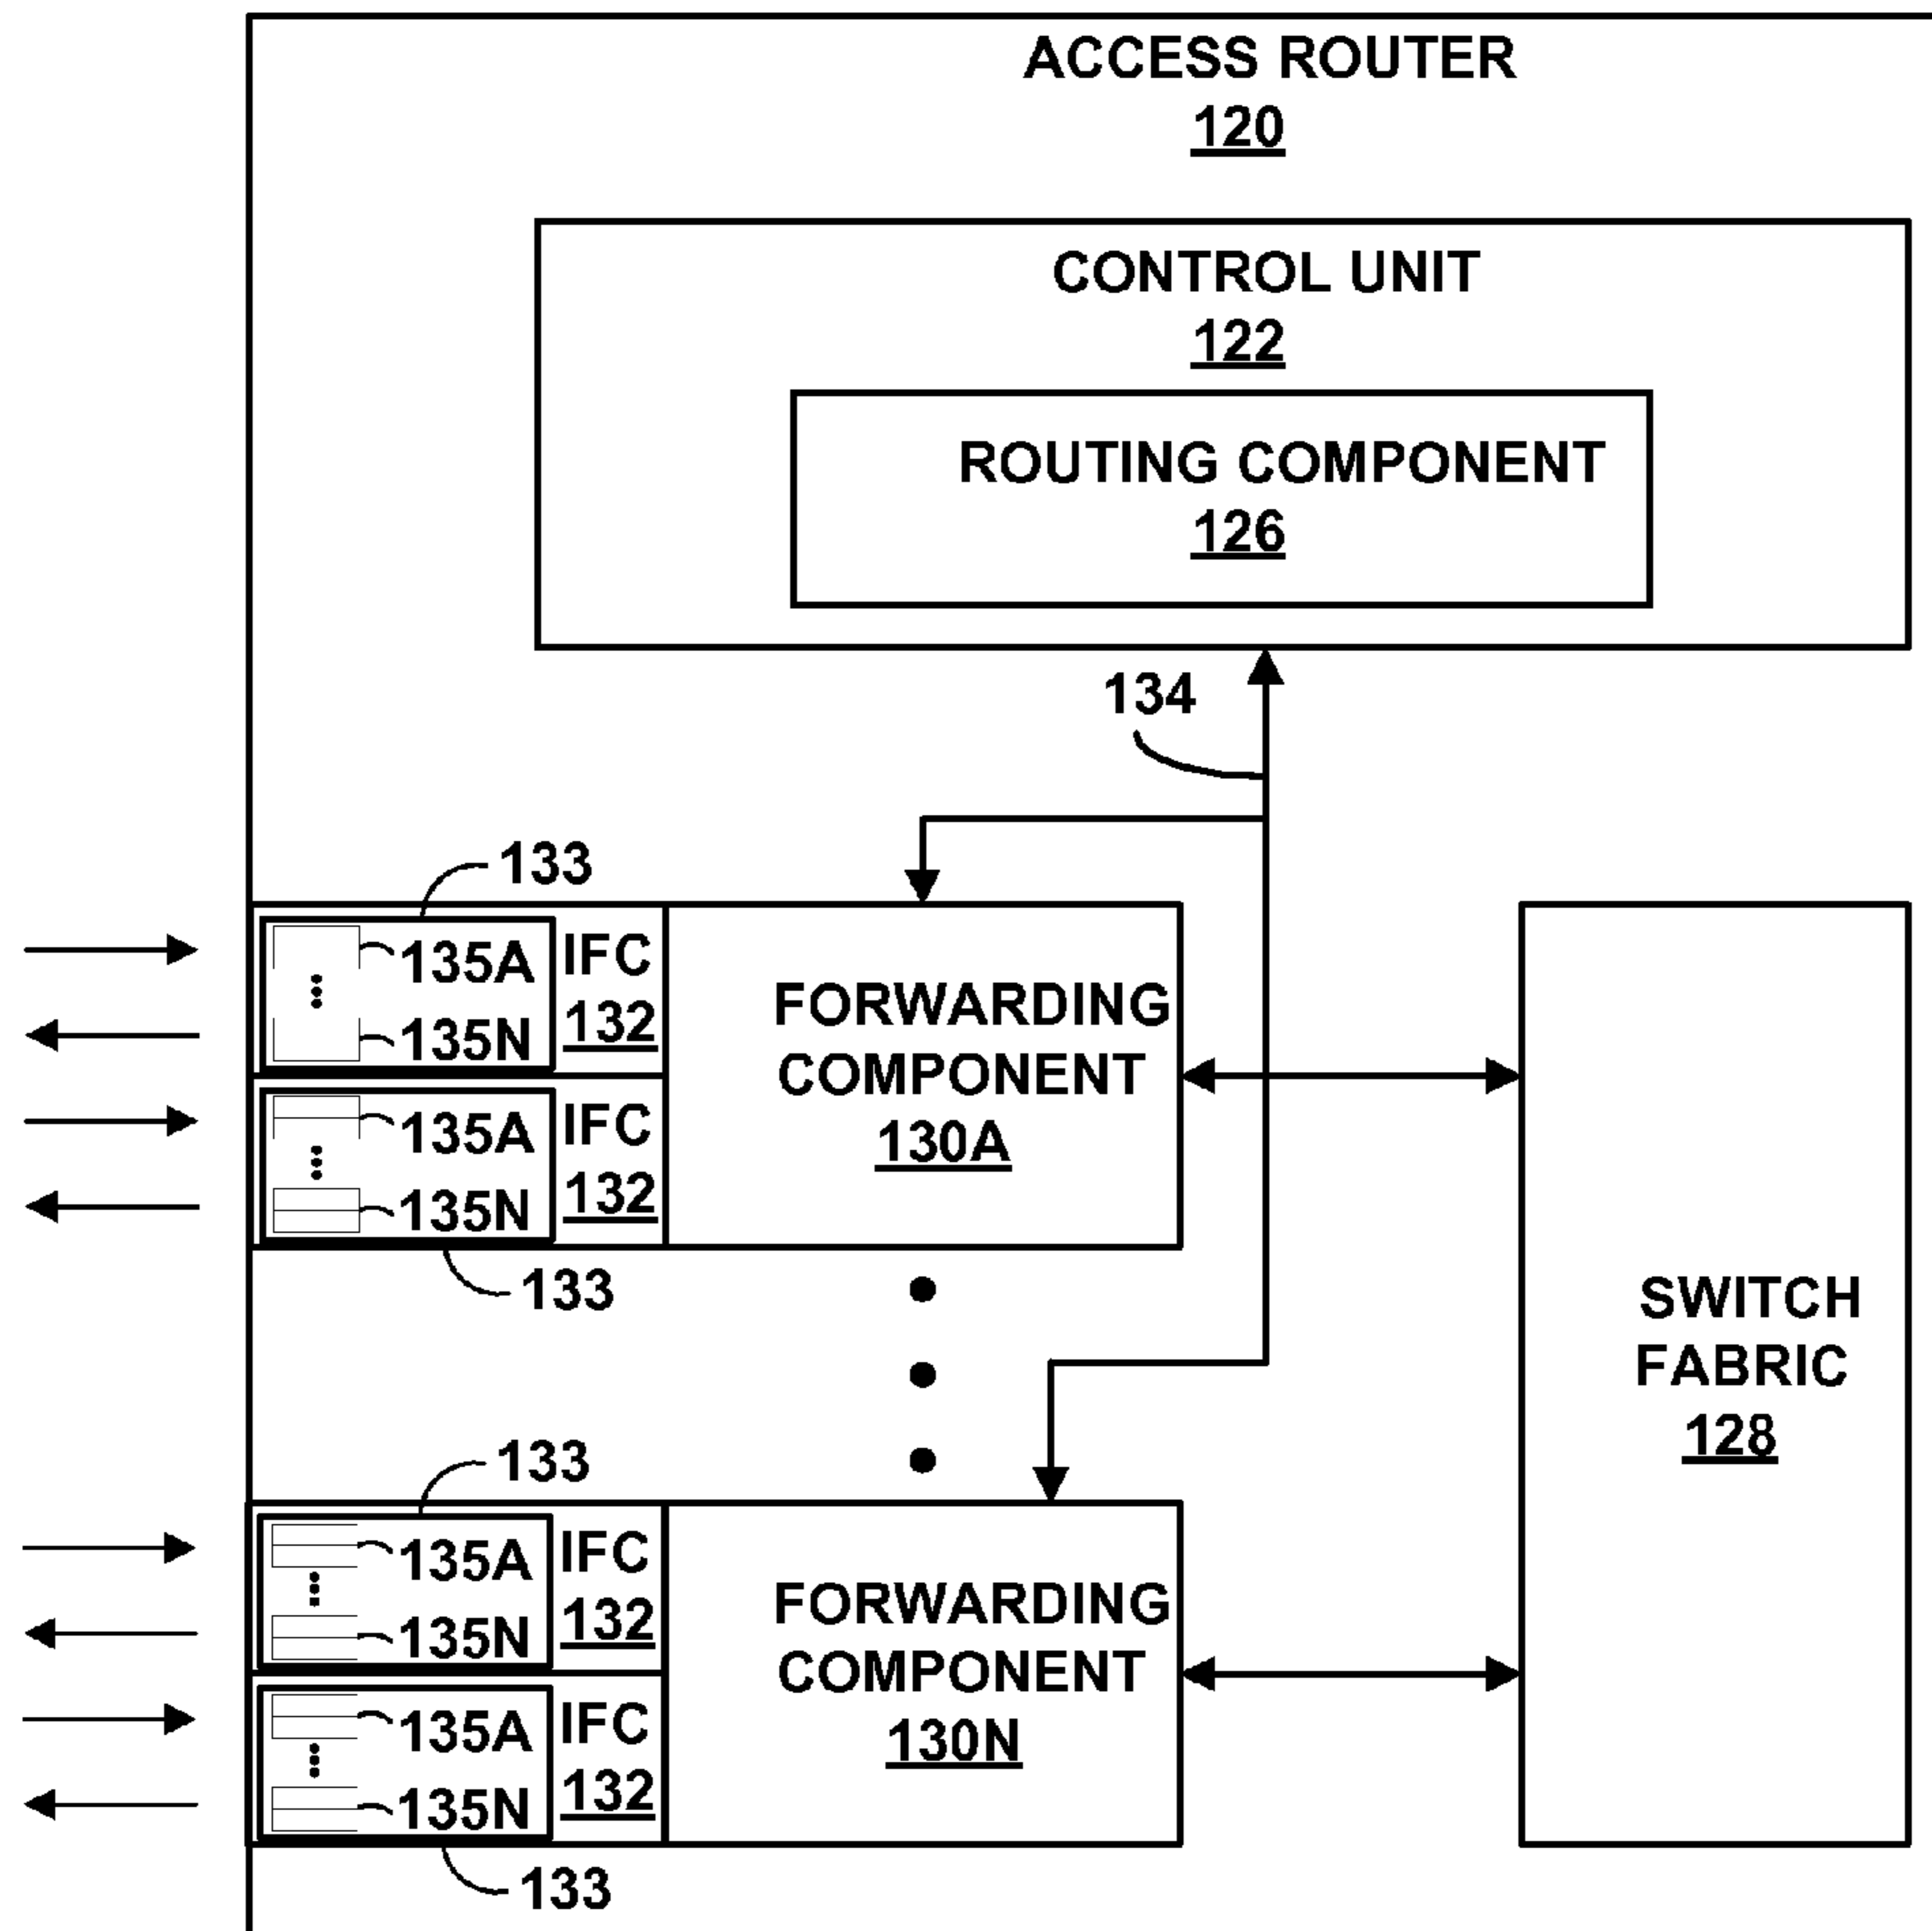 ACCESS ROUTER
120
CONTROL UNIT
122
ROUTING COMPONENT
126
134
133
135A
IFC
135N
132
135A
IFC
135N
132
133
FORWARDING
COMPONENT
130A
SWITCH
FABRIC
128
133
135A
IFC
135N
132
135A
IFC
135N
132
133
FORWARDING
COMPONENT
130N